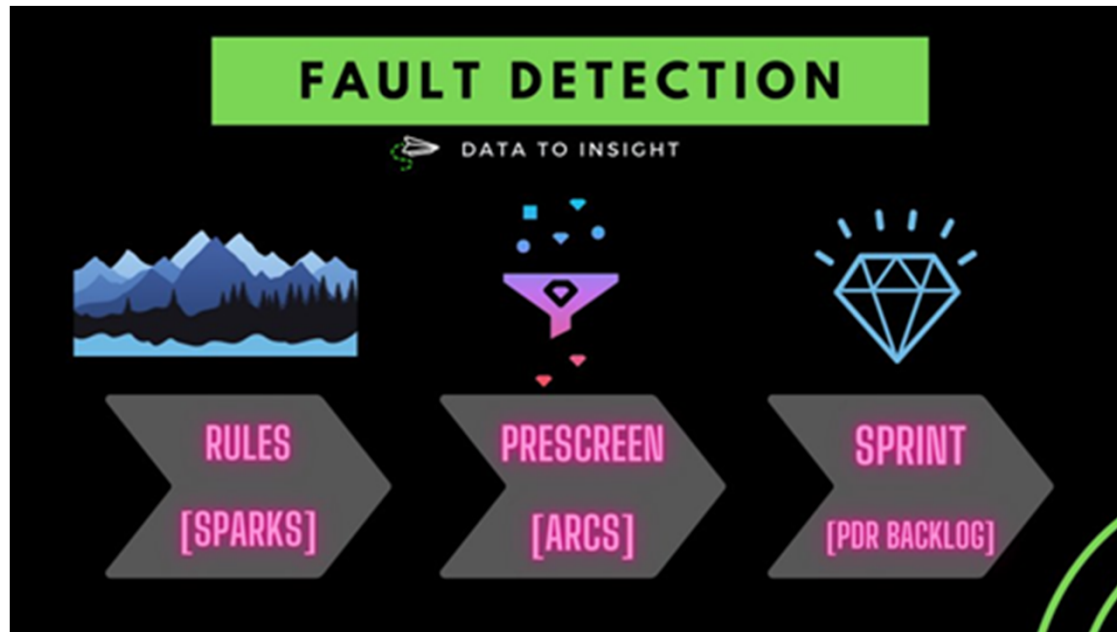 FAULT DETECTION
DATA TO INSIGHT
RULES
[SPARKS]
PRESCREEN
[ARCS]
SPRINT
[PDR BACKLOG]